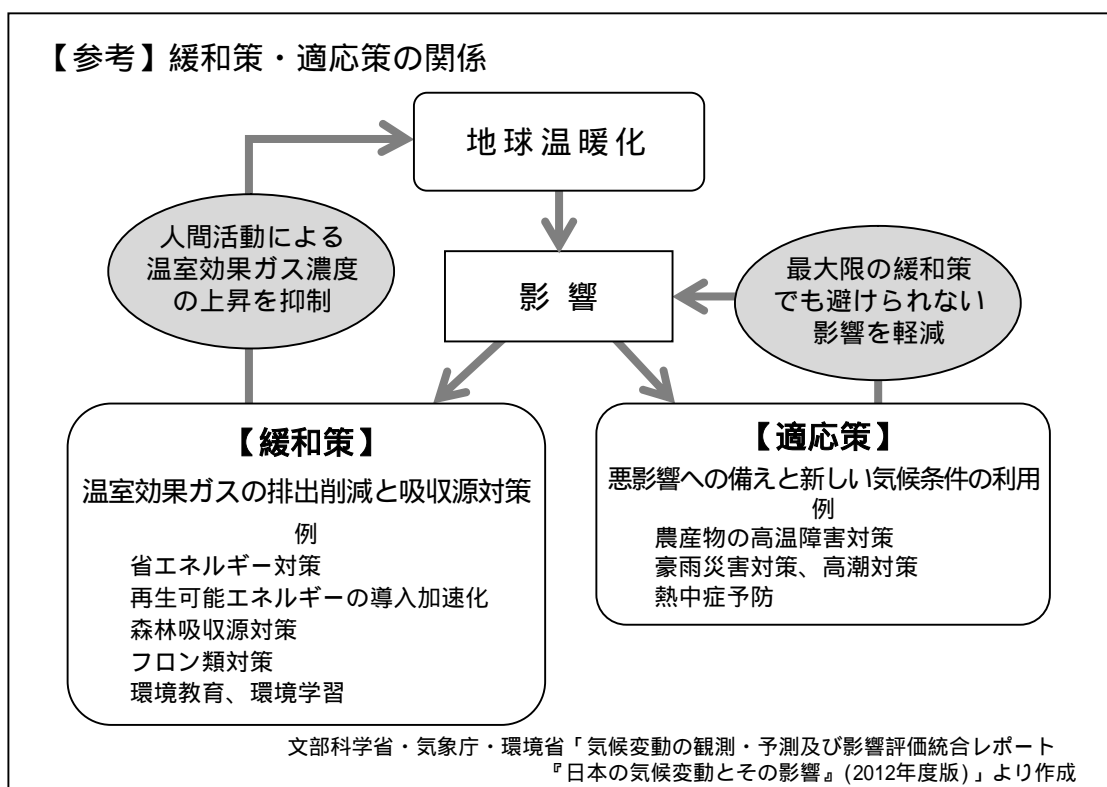 【参考】緩和策・適応策の関係
地球温暖化
人間活動による
温室効果ガス濃度
の上昇を抑制
影響
最大限の緩和策
でも避けられない
影響を軽減
【緩和策】
温室効果ガスの排出削減と吸収源対策
例
省エネルギー対策
再生可能エネルギーの導入加速化
森林吸収源対策
フロン類対策
環境教育、環境学習
【適応策】
悪影響への備えと新しい気候条件の利用
例
農産物の高温障害対策
豪雨災害対策、高潮対策
熱中症予防
文部科学省・気象庁・環境省「気候変動の観測・予測及び影響評価統合レポート
『日本の気候変動とその影響』(2012年度版)」より作成